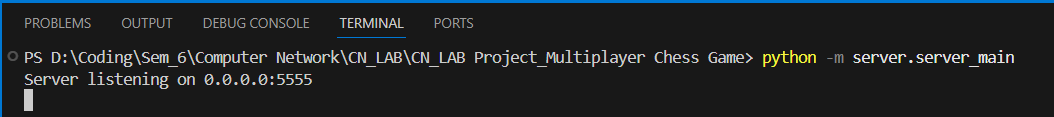 PROBLEMS OUTPUT DEBUG CONSOLE TERMINAL PORTS
PS D:\Coding\Sem_6\Computer Network\CN_LAB\CN_LAB Project_Multiplayer Chess Game> python -m server.server_main
Server listening on 0.0.0.0:5555